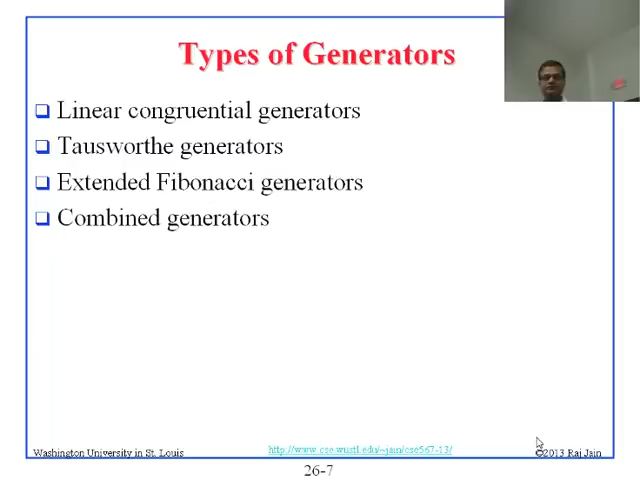 Types of Generators
Linear congruential generators
Tausworthe generators
Extended Fibonacci generators
Combined generators
Washington University in St. Louis
http://www.cse.wustl.edu/~jain/cse567-13/
©2013 Raj Jain
26-7